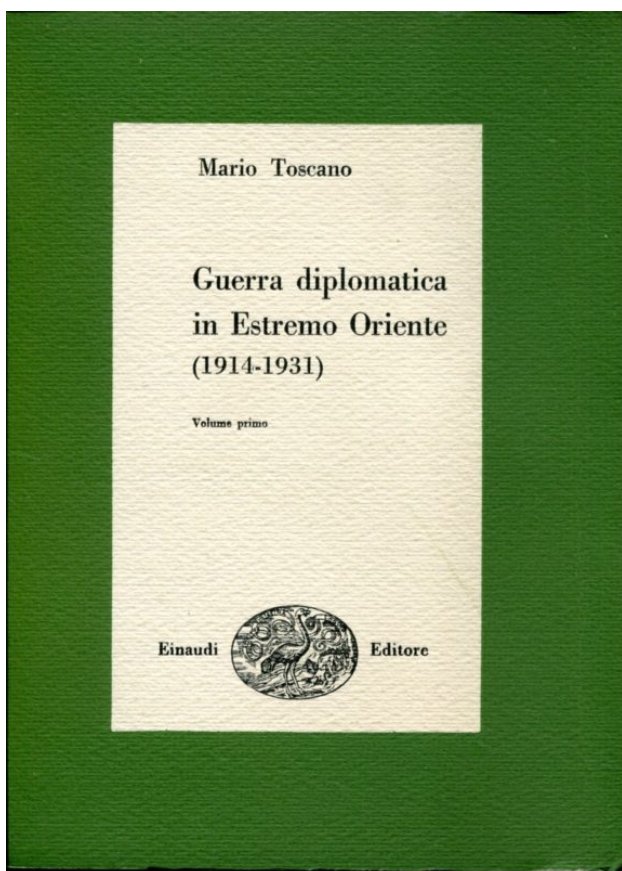 Mario Toscano
Guerra diplomatica
in Estremo Oriente
(1914-1931)
Volume primo
Einaudi Editore